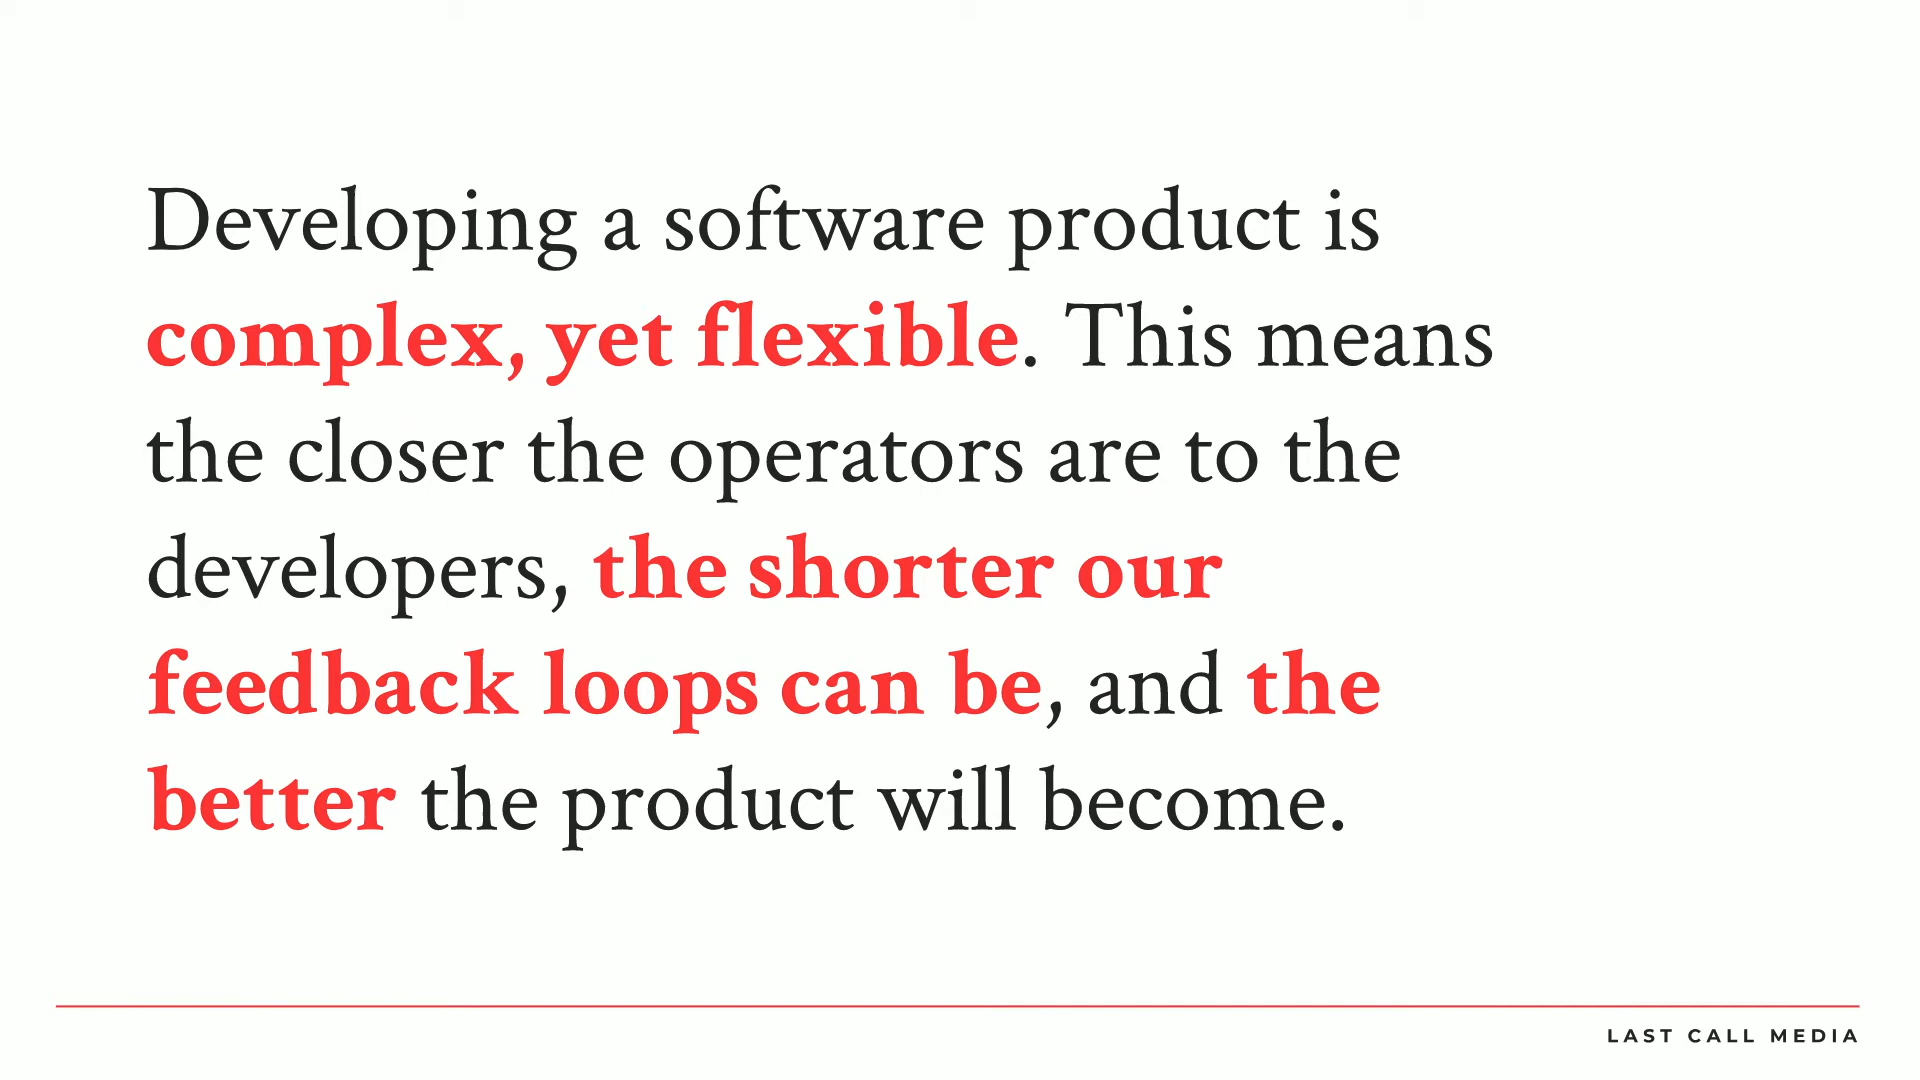 Developing a software product is
complex, yet flexible. This means
the closer the operators are to the
developers, the shorter our
feedback loops can be, and the
better the product will become.
LAST CALL MEDIA